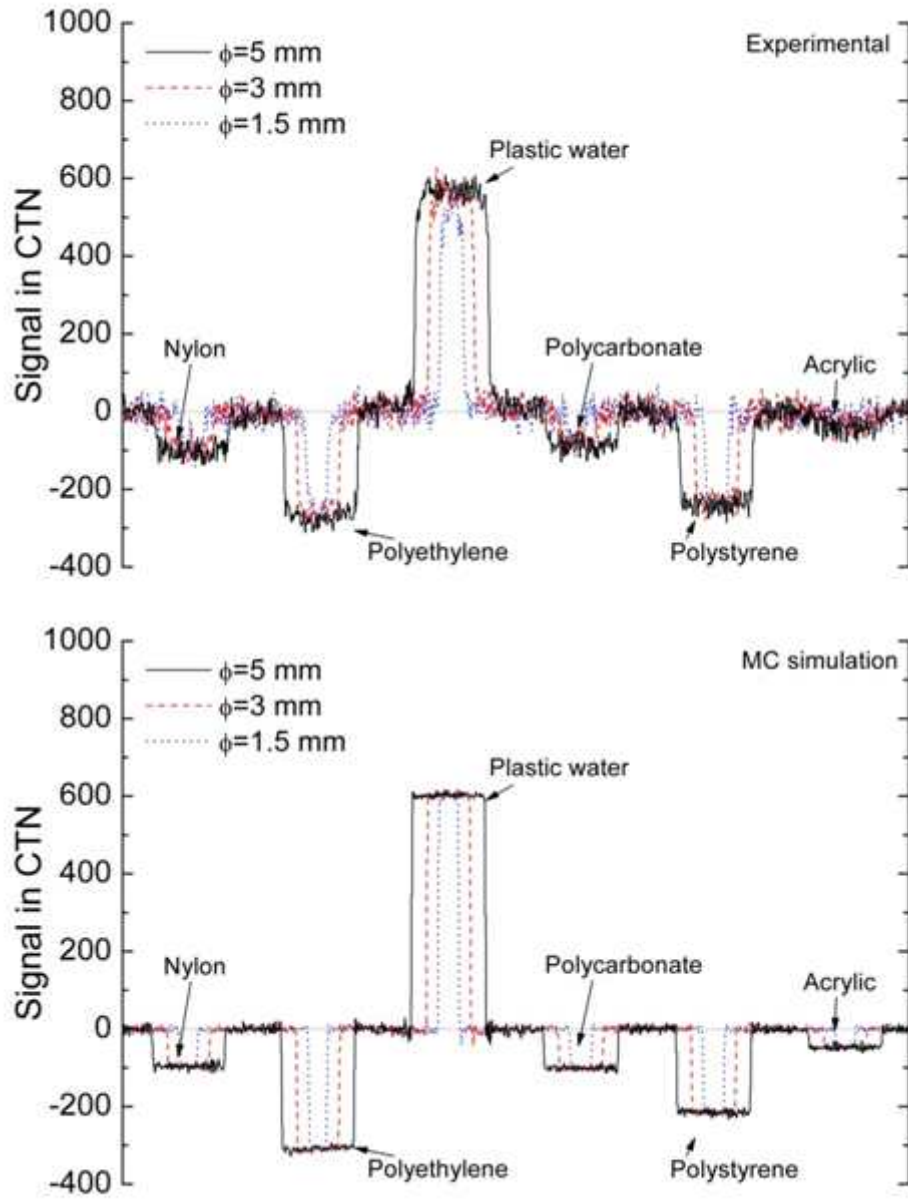 1000
800
600
400
200
0
-200
-400
Signal in CTN
ϕ=5 mm
ϕ=3 mm
ϕ=1.5 mm
Experimental
Plastic water
Nylon
Polycarbonate
Acrylic
Polyethylene
Polystyrene
1000
800
600
400
200
0
-200
-400
Signal in CTN
ϕ=5 mm
ϕ=3 mm
ϕ=1.5 mm
MC simulation
Plastic water
Nylon
Polycarbonate
Acrylic
Polyethylene
Polystyrene